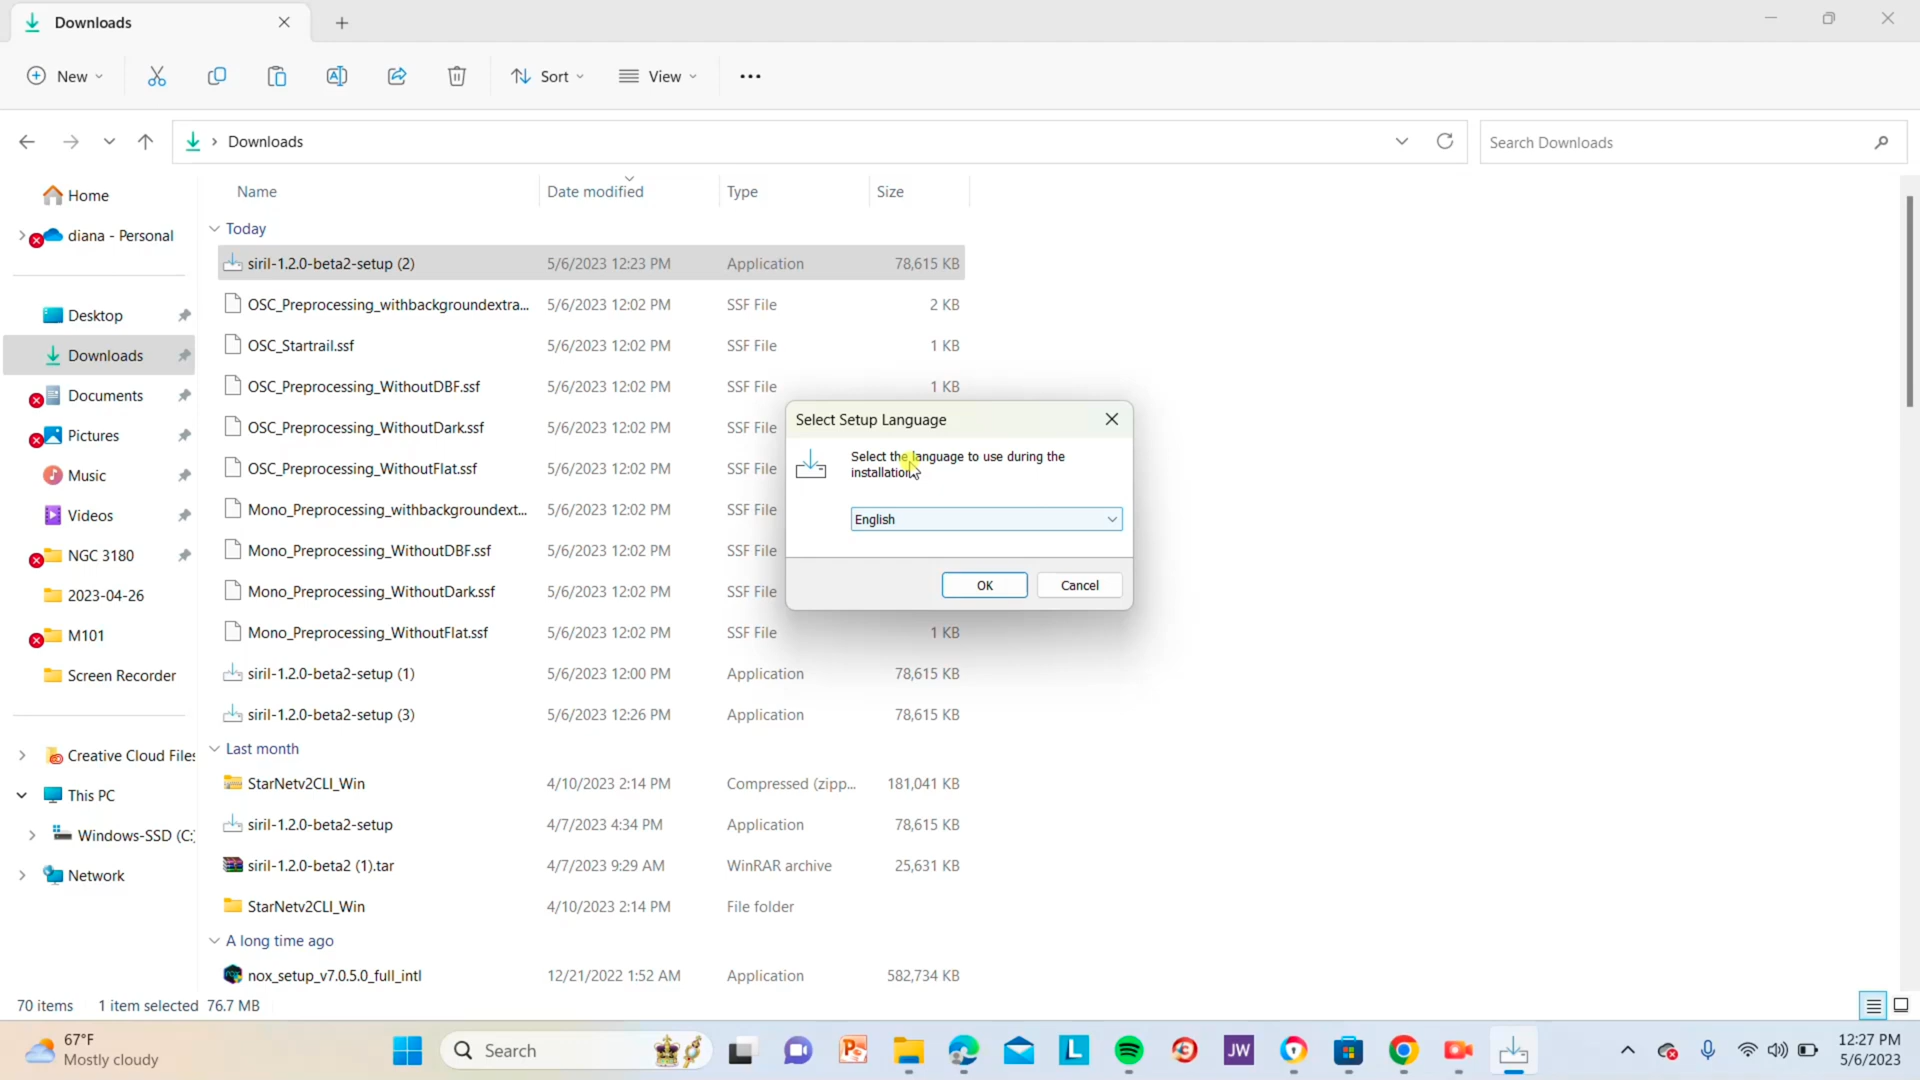 Downloads
New
Sort
View
Downloads
Search Downloads
Home
diana - Personal
Desktop
Downloads
Documents
Pictures
Music
Videos
NGC 3180
2023-04-26
M101
Screen Recorder
Creative Cloud Files
This PC
Windows-SSD (C:)
Network
Name Date modified Type Size
Today
siril-1.2.0-beta2-setup (2) 5/6/2023 12:23 PM Application 78,615 KB
OSC_Preprocessing_withbackgroundextra... 5/6/2023 12:02 PM SSF File 2 KB
OSC_Startrail.ssf 5/6/2023 12:02 PM SSF File 1 KB
OSC_Preprocessing_WithoutDBF.ssf 5/6/2023 12:02 PM SSF File 1 KB
OSC_Preprocessing_WithoutDark.ssf 5/6/2023 12:02 PM SSF File
OSC_Preprocessing_WithoutFlat.ssf 5/6/2023 12:02 PM SSF File
Mono_Preprocessing_withbackgroundext... 5/6/2023 12:02 PM SSF File
Mono_Preprocessing_WithoutDBF.ssf 5/6/2023 12:02 PM SSF File
Mono_Preprocessing_WithoutDark.ssf 5/6/2023 12:02 PM SSF File
Mono_Preprocessing_WithoutFlat.ssf 5/6/2023 12:02 PM SSF File 1 KB
siril-1.2.0-beta2-setup (1) 5/6/2023 12:00 PM Application 78,615 KB
siril-1.2.0-beta2-setup (3) 5/6/2023 12:26 PM Application 78,615 KB
Last month
StarNetv2CLI_Win 4/10/2023 2:14 PM Compressed (zipp... 181,041 KB
siril-1.2.0-beta2-setup 4/7/2023 4:34 PM Application 78,615 KB
siril-1.2.0-beta2 (1).tar 4/7/2023 9:29 AM WinRAR archive 25,631 KB
StarNetv2CLI_Win 4/10/2023 2:14 PM File folder
A long time ago
nox_setup_v7.0.5.0_full_intl 12/21/2022 1:52 AM Application 582,734 KB
Select Setup Language
Select the language to use during the
installation
English
OK Cancel
70 items 1 item selected 76.7 MB
67°F
Mostly cloudy
Search
L
JW
12:27 PM
5/6/2023